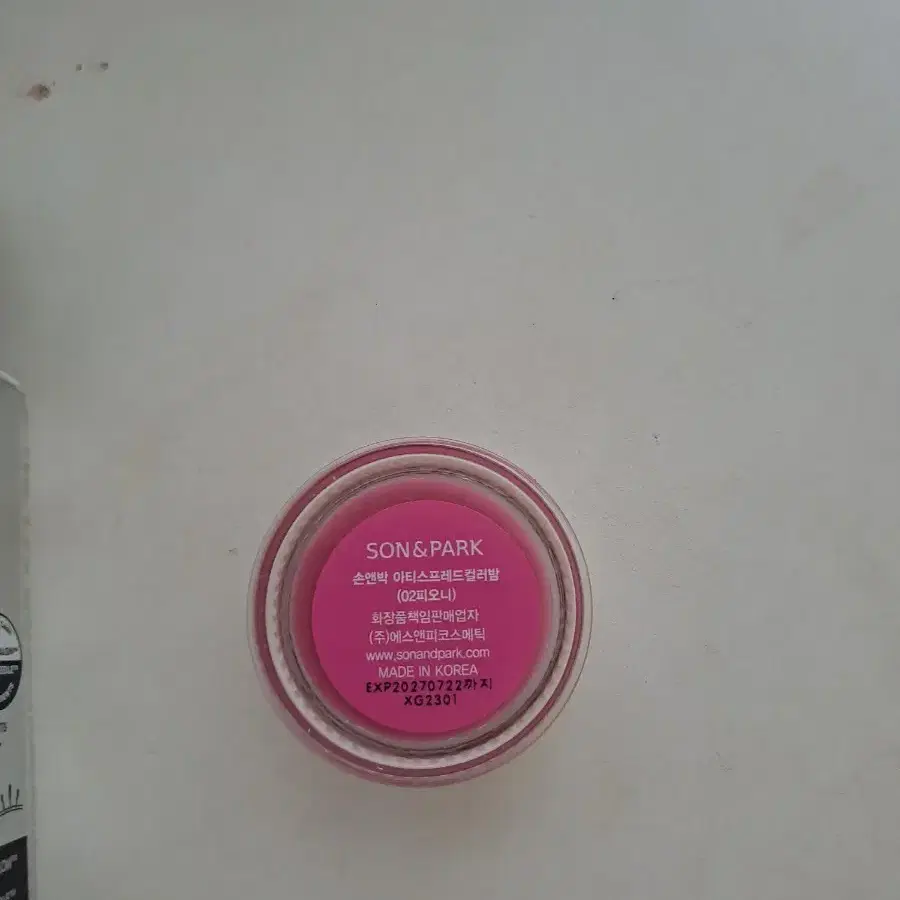 SON&PARK
손앤박 아티스프레드컬러밤
(02피오니)
화장품책임판매업자
(주)에스앤피코스메틱
www.sonandpark.com
MADE IN KOREA
EXP20270722까지
XG2301